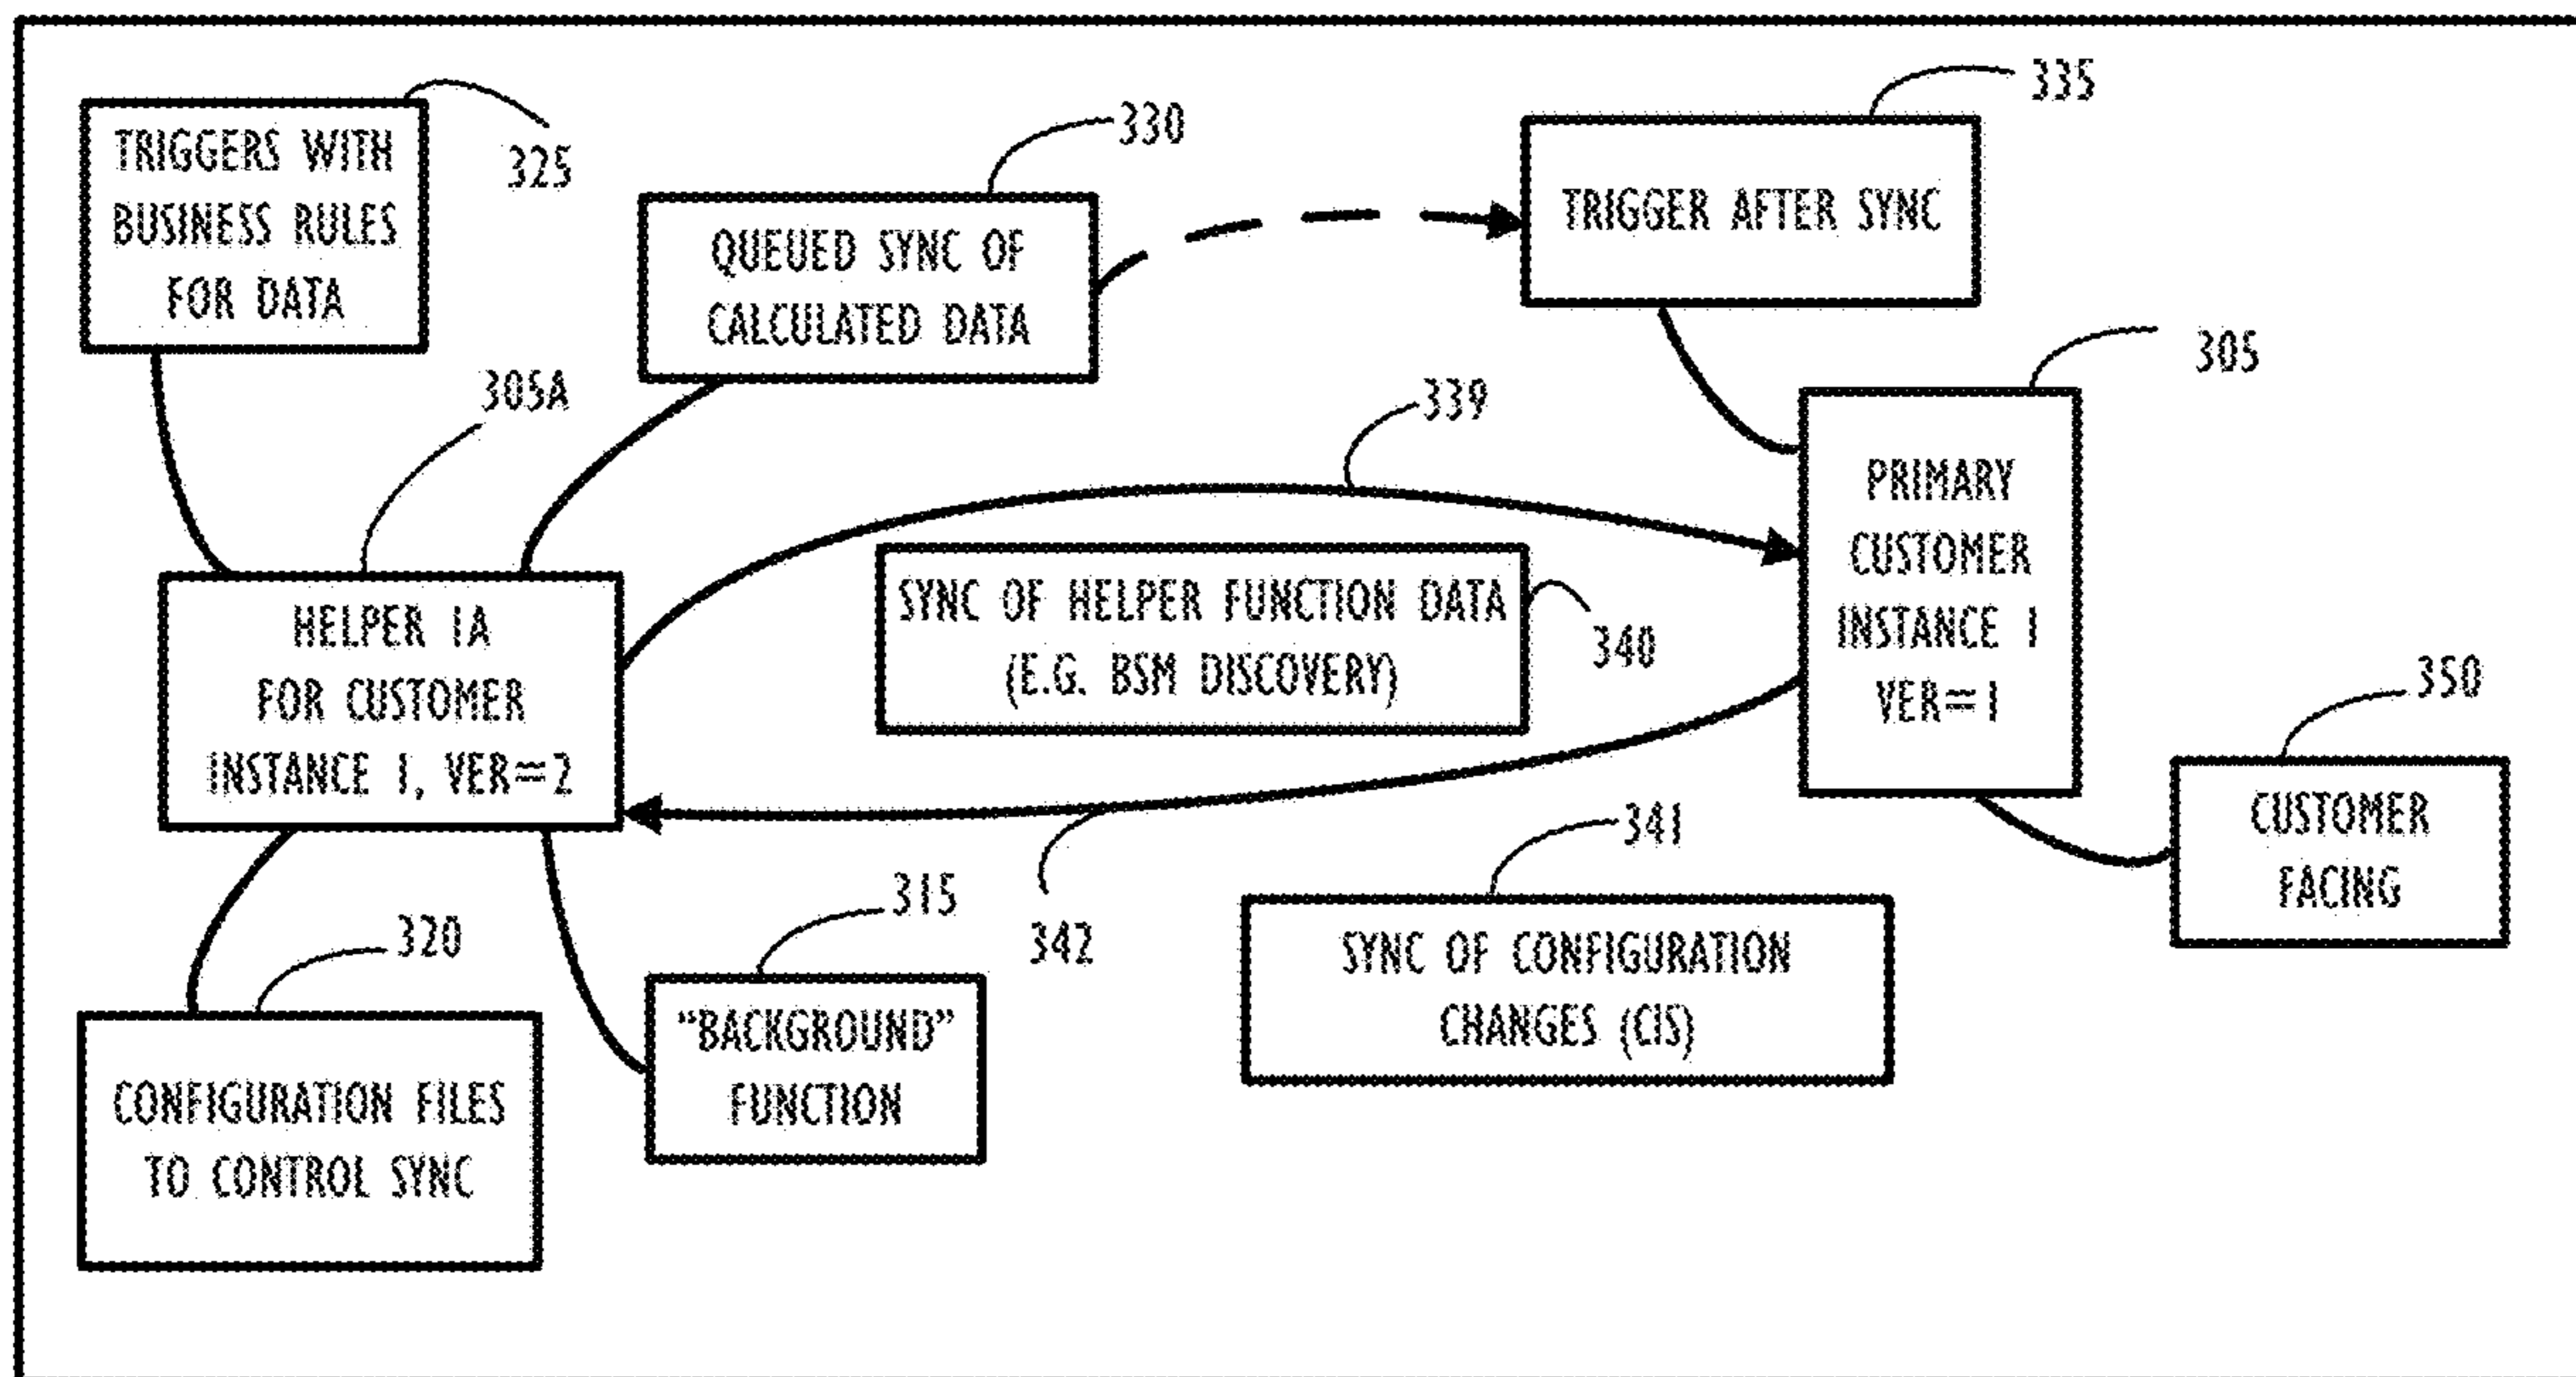 335
TRIGGERS WITH
BUSINESS RULES
FOR DATA
325
330
QUEUED SYNC OF
CALCULATED DATA
TRIGGER AFTER SYNC
305
305A
339
PRIMARY
CUSTOMER
INSTANCE 1
VER=1
HELPER 1A
FOR CUSTOMER
INSTANCE 1, VER=2
SYNC OF HELPER FUNCTION DATA
(E.G. BSM DISCOVERY)
340
350
CUSTOMER
FACING
341
342
SYNC OF CONFIGURATION
CHANGES (CIS)
320
CONFIGURATION FILES
TO CONTROL SYNC
315
"BACKGROUND"
FUNCTION